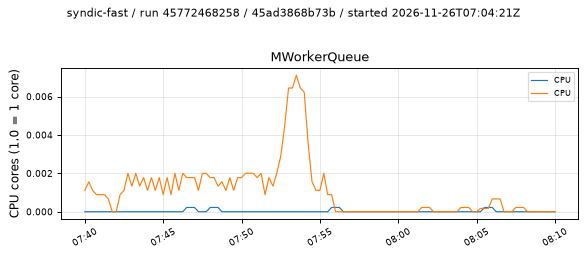 syndic-fast / run 45772468258 / 45ad3868b73b / started 2026-11-26T07:04:21Z
MWorkerQueue
CPU cores (1.0 = 1 core)
0.006
0.004
0.002
0.000
CPU
CPU
07:40
07:45
07:50
07:55
08:00
08:05
08:10